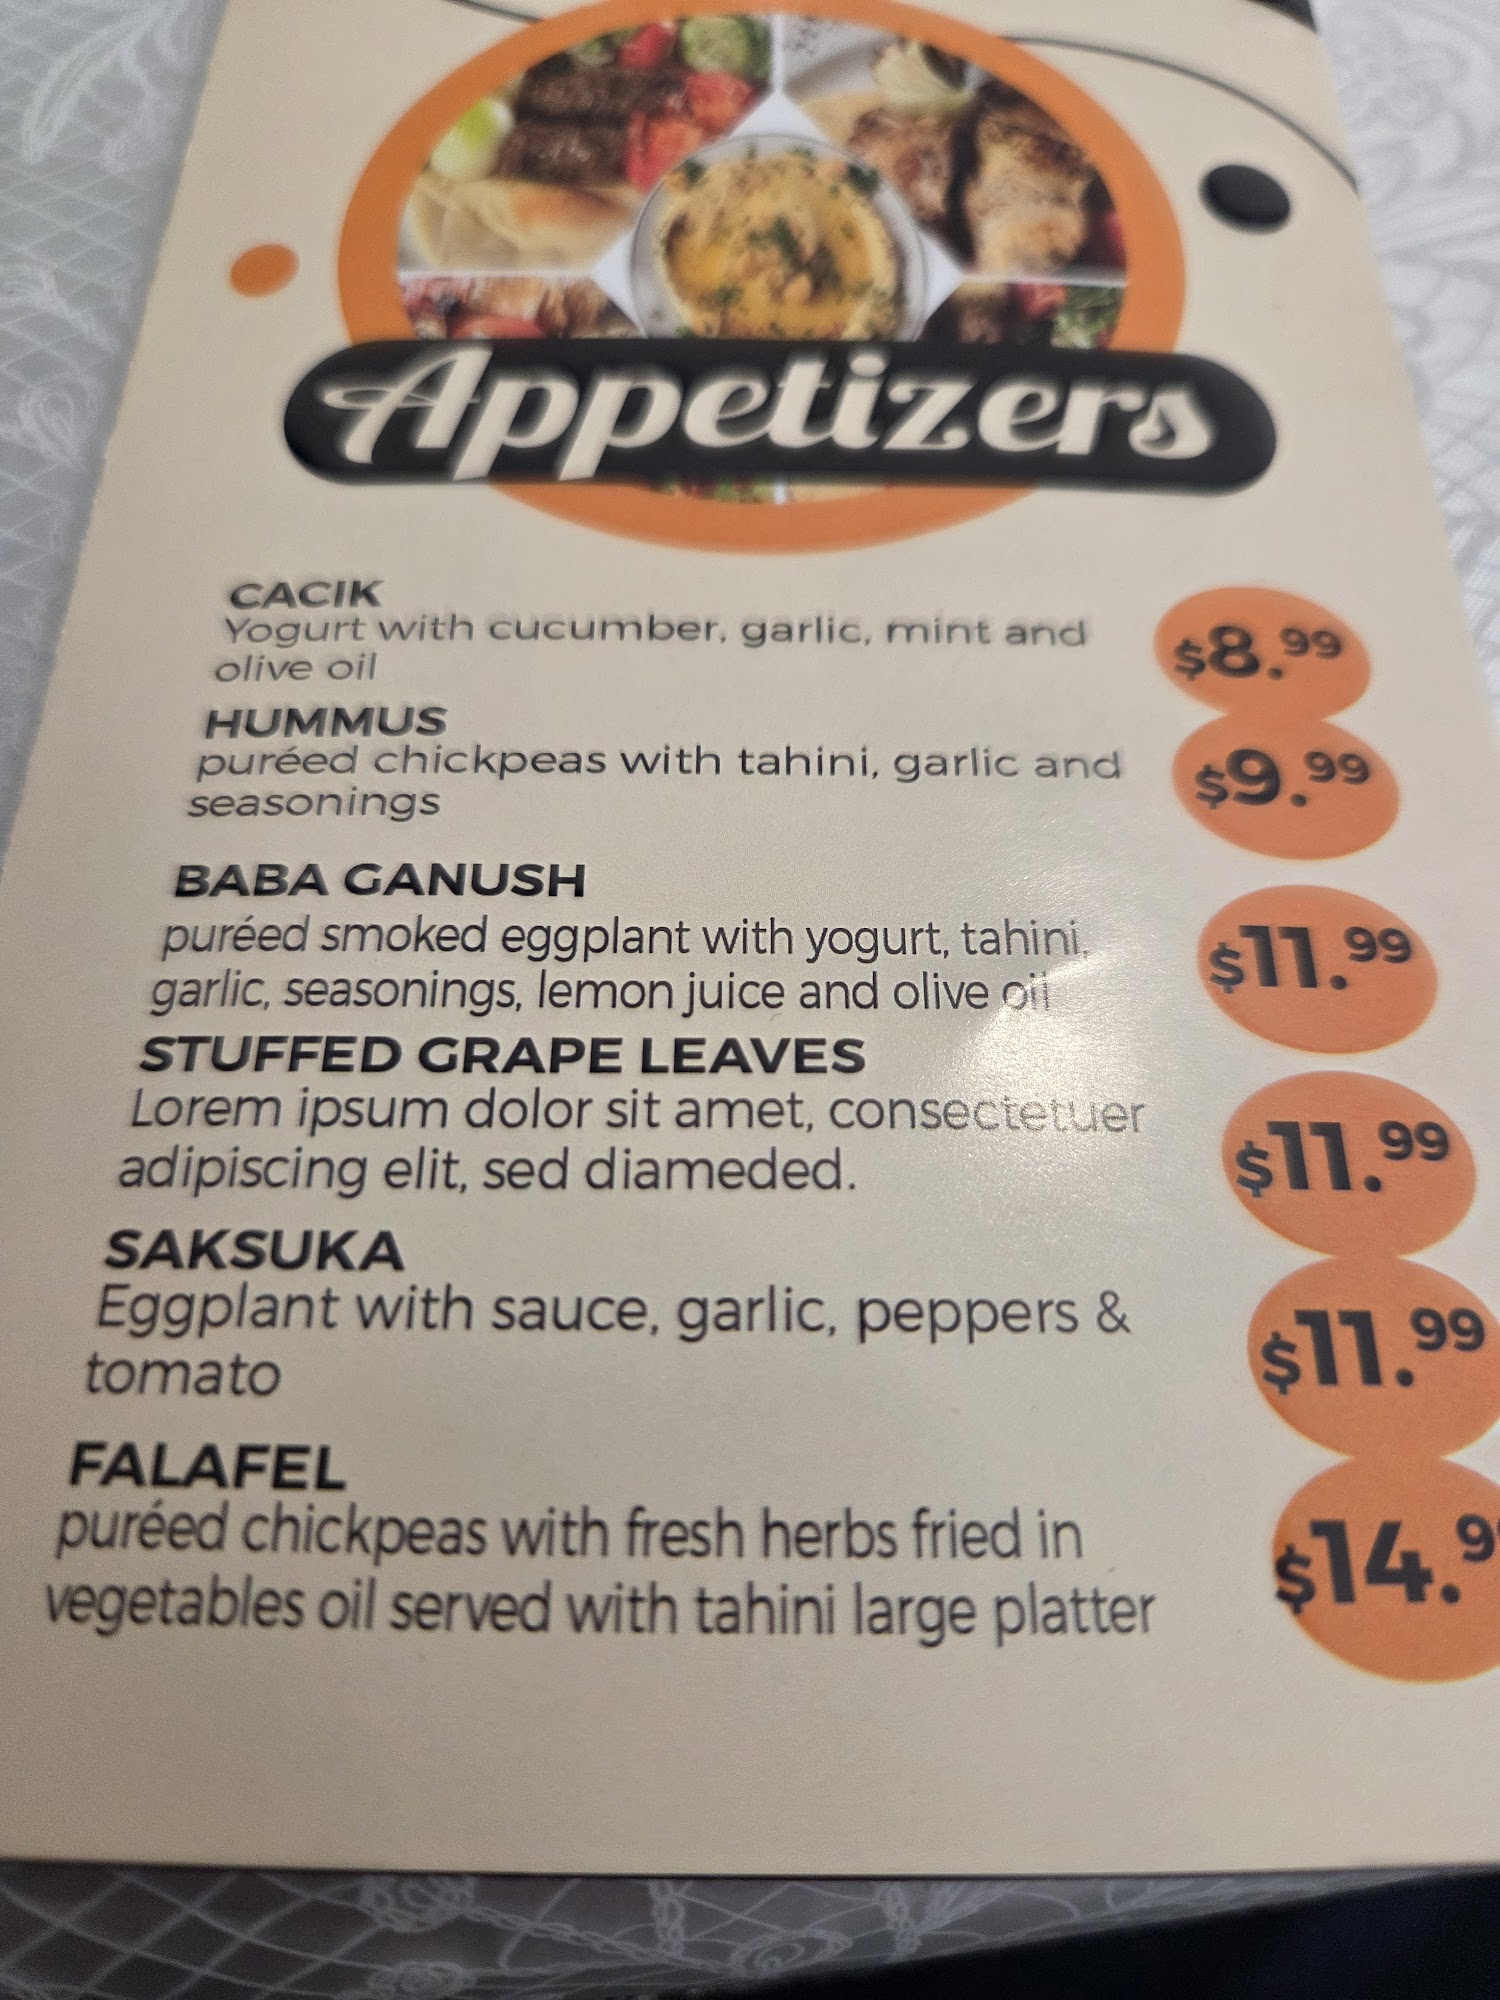 Appetizers
CACIK
Yogurt with cucumber, garlic, mint and
olive oil
$8.99
HUMMUS
puréed chickpeas with tahini, garlic and
seasonings
$9.99
BABA GANUSH
puréed smoked eggplant with yogurt, tahini,
garlic, seasonings, lemon juice and olive oil
$11.99
STUFFED GRAPE LEAVES
Lorem ipsum dolor sit amet, consectetuer
adipiscing elit, sed diameded.
$11.99
SAKSUKA
Eggplant with sauce, garlic, peppers &
tomato
$11.99
FALAFEL
puréed chickpeas with fresh herbs fried in
vegetables oil served with tahini large platter
$14.9